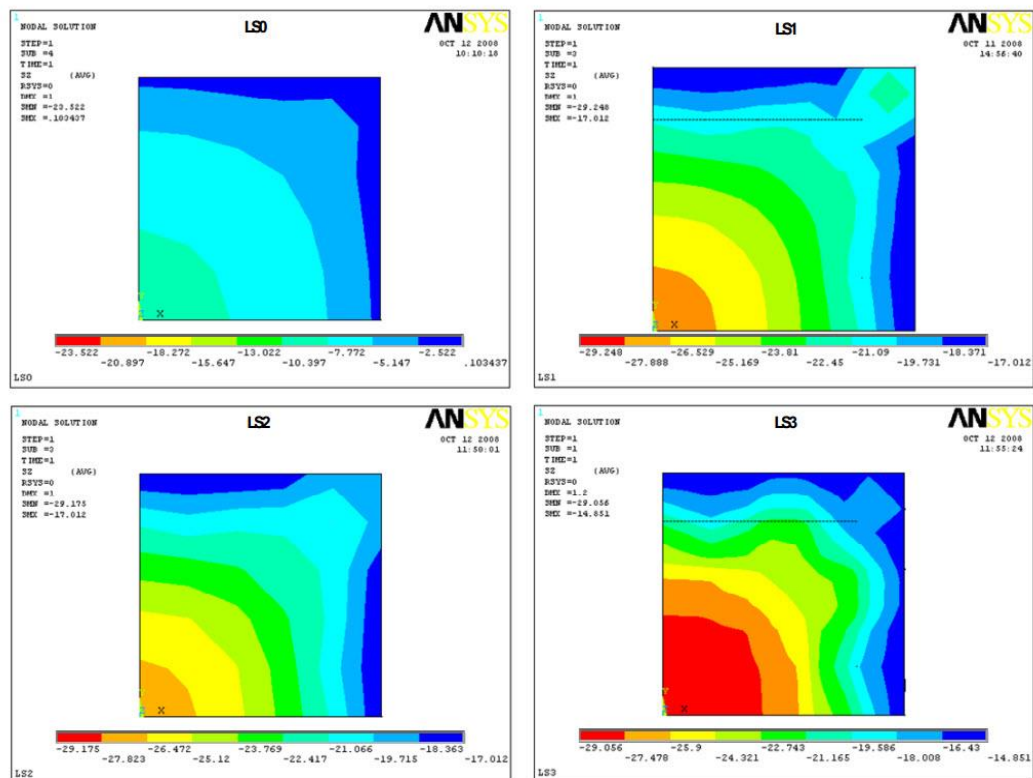 1
NODAL SOLUTION
LS0
ANSYS
STEP=1
SUB =4
TIME=1
SZ (AVG)
RSYS=0
DMX =1
SMN =-23.522
SMX =.103437
OCT 12 2008
10:10:18
Y
Z X
-23.522 -18.272 -13.022 -7.772 -2.522
-20.897 -15.647 -10.397 -5.147 .103437
LS0
1
NODAL SOLUTION
LS1
ANSYS
STEP=1
SUB =3
TIME=1
SZ (AVG)
RSYS=0
DMX =1
SMN =-29.248
SMX =-17.012
OCT 11 2008
14:56:40
Y
Z X
-29.248 -26.529 -23.81 -21.09 -18.371
-27.888 -25.169 -22.45 -19.731 -17.012
LS1
1
NODAL SOLUTION
LS2
ANSYS
STEP=1
SUB =3
TIME=1
SZ (AVG)
RSYS=0
DMX =1
SMN =-29.175
SMX =-17.012
OCT 12 2008
11:50:01
Y
Z X
-29.175 -26.472 -23.769 -21.066 -18.363
-27.823 -25.12 -22.417 -19.715 -17.012
LS2
1
NODAL SOLUTION
LS3
ANSYS
STEP=1
SUB =1
TIME=1
SZ (AVG)
RSYS=0
DMX =1.2
SMN =-29.056
SMX =-14.851
OCT 12 2008
11:55:24
Y
Z X
-29.056 -25.9 -22.743 -19.586 -16.43
-27.478 -24.321 -21.165 -18.008 -14.851
LS3